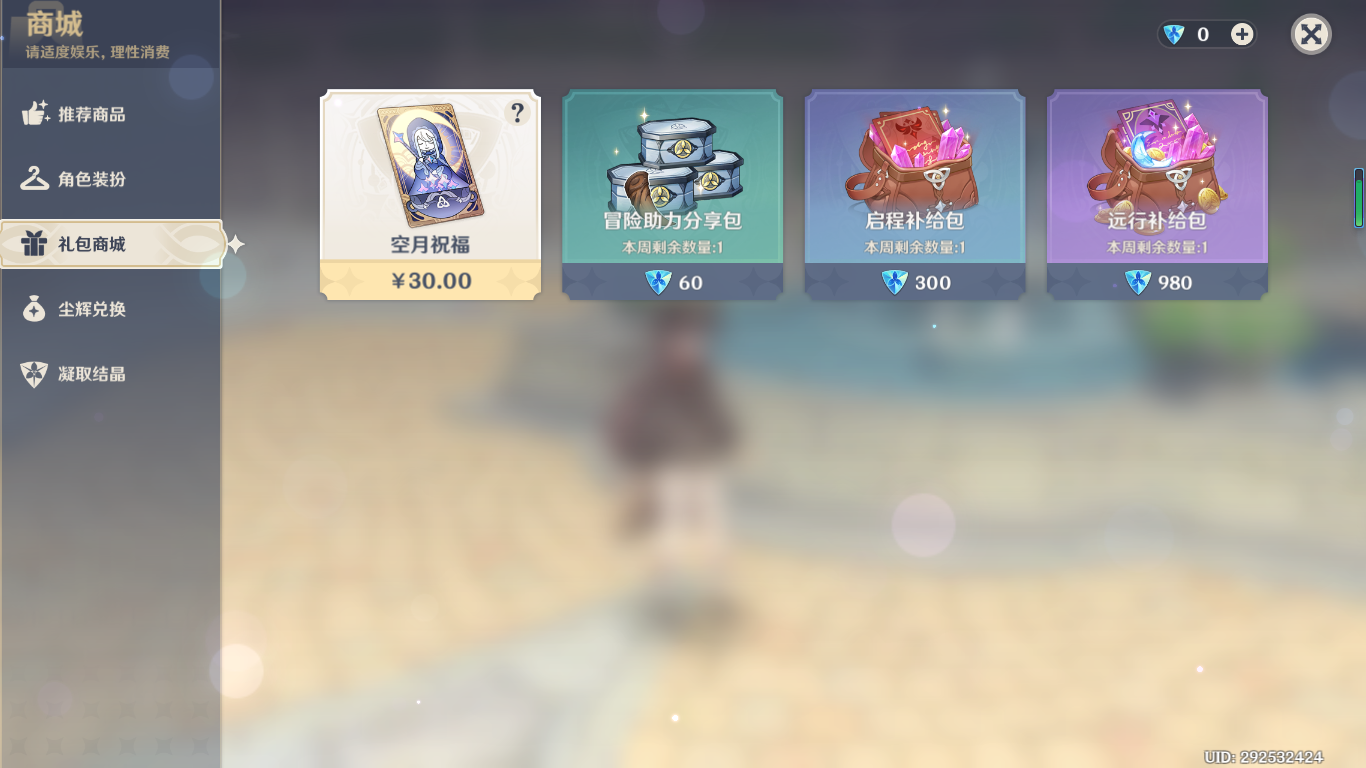 商城
请适度娱乐，理性消费
0
推荐商品
角色装扮
礼包商城
尘辉兑换
凝取结晶
?
空月祝福
¥30.00
冒险助力分享包
本周剩余数量:1
60
启程补给包
本周剩余数量:1
300
远行补给包
本周剩余数量:1
980
UID: 292532424